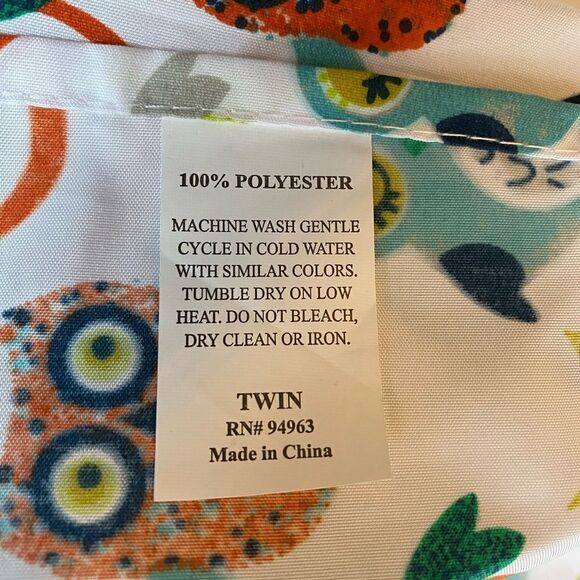 100% POLYESTER
MACHINE WASH GENTLE
CYCLE IN COLD WATER
WITH SIMILAR COLORS.
TUMBLE DRY ON LOW
HEAT. DO NOT BLEACH,
DRY CLEAN OR IRON.
TWIN
RN# 94963
Made in China